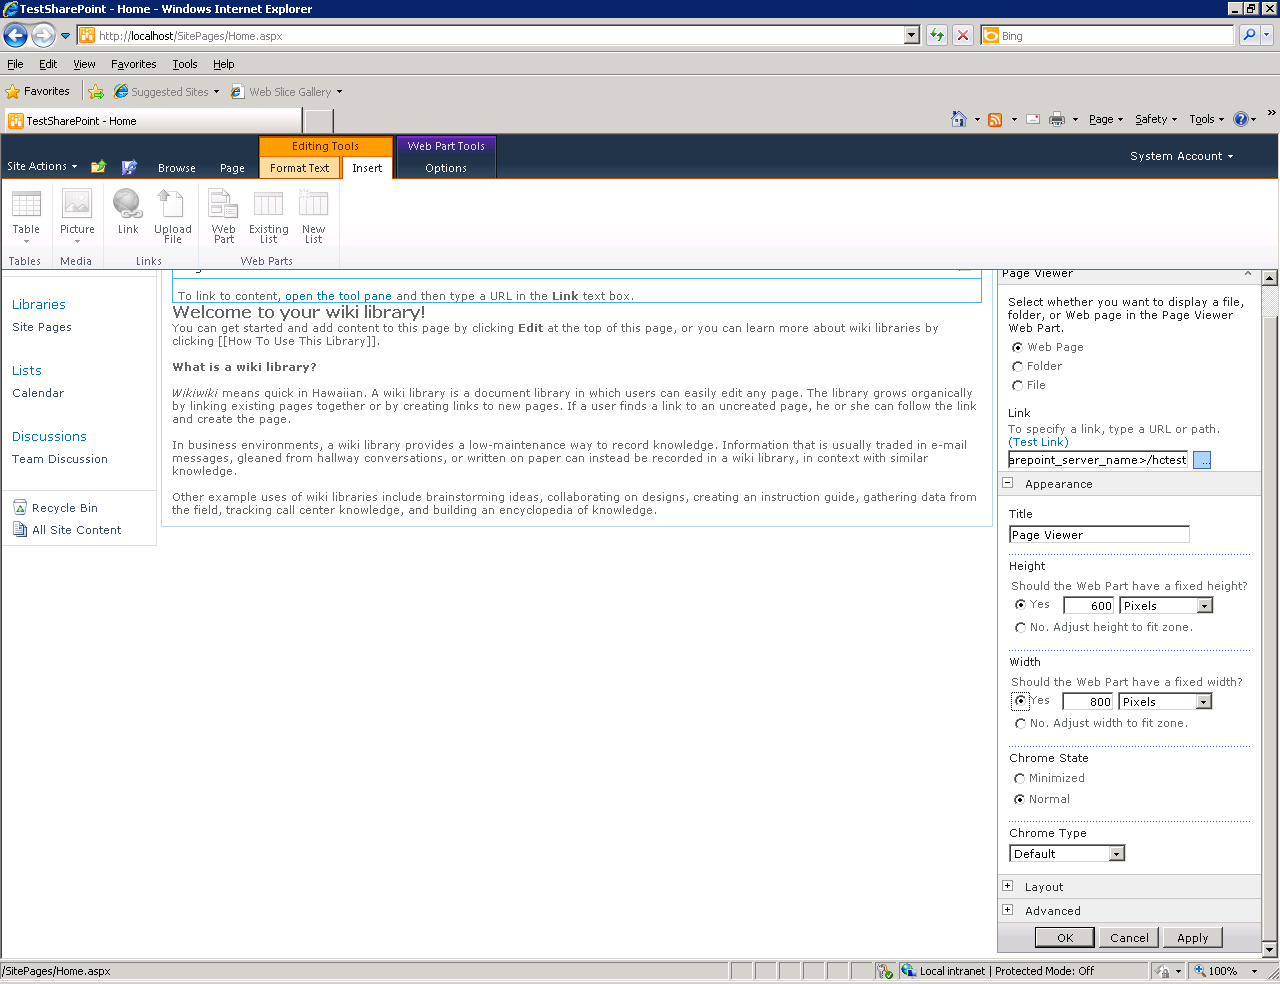 TestSharePoint - Home - Windows Internet Explorer
http://localhost/SitePages/Home.aspx
Bing
File Edit View Favorites Tools Help
Favorites Suggested Sites Web Slice Gallery
TestSharePoint - Home
Page Safety Tools »
Editing Tools Web Part Tools
Site Actions Browse Page Format Text Insert Options
System Account
Table Picture Link Upload File Web Part Existing List New List
Tables Media Links Web Parts
Libraries
Site Pages
Lists
Calendar
Discussions
Team Discussion
Recycle Bin
All Site Content
To link to content, open the tool pane and then type a URL in the Link text box.
Welcome to your wiki library!
You can get started and add content to this page by clicking Edit at the top of this page, or you can learn more about wiki libraries by
clicking [[How To Use This Library]].
What is a wiki library?
Wikiwiki means quick in Hawaiian. A wiki library is a document library in which users can easily edit any page. The library grows organically
by linking existing pages together or by creating links to new pages. If a user finds a link to an uncreated page, he or she can follow the link
and create the page.
In business environments, a wiki library provides a low-maintenance way to record knowledge. Information that is usually traded in e-mail
messages, gleaned from hallway conversations, or written on paper can instead be recorded in a wiki library, in context with similar
knowledge.
Other example uses of wiki libraries include brainstorming ideas, collaborating on designs, creating an instruction guide, gathering data from
the field, tracking call center knowledge, and building an encyclopedia of knowledge.
Page Viewer
Select whether you want to display a file,
folder, or Web page in the Page Viewer
Web Part.
Web Page
Folder
File
Link
To specify a link, type a URL or path.
(Test Link)
arepoint_server_name>/hctest ...
Appearance
Title
Page Viewer
Height
Should the Web Part have a fixed height?
Yes 600 Pixels
No. Adjust height to fit zone.
Width
Should the Web Part have a fixed width?
Yes 800 Pixels
No. Adjust width to fit zone.
Chrome State
Minimized
Normal
Chrome Type
Default
Layout
Advanced
OK Cancel Apply
/SitePages/Home.aspx
Local intranet | Protected Mode: Off
100%